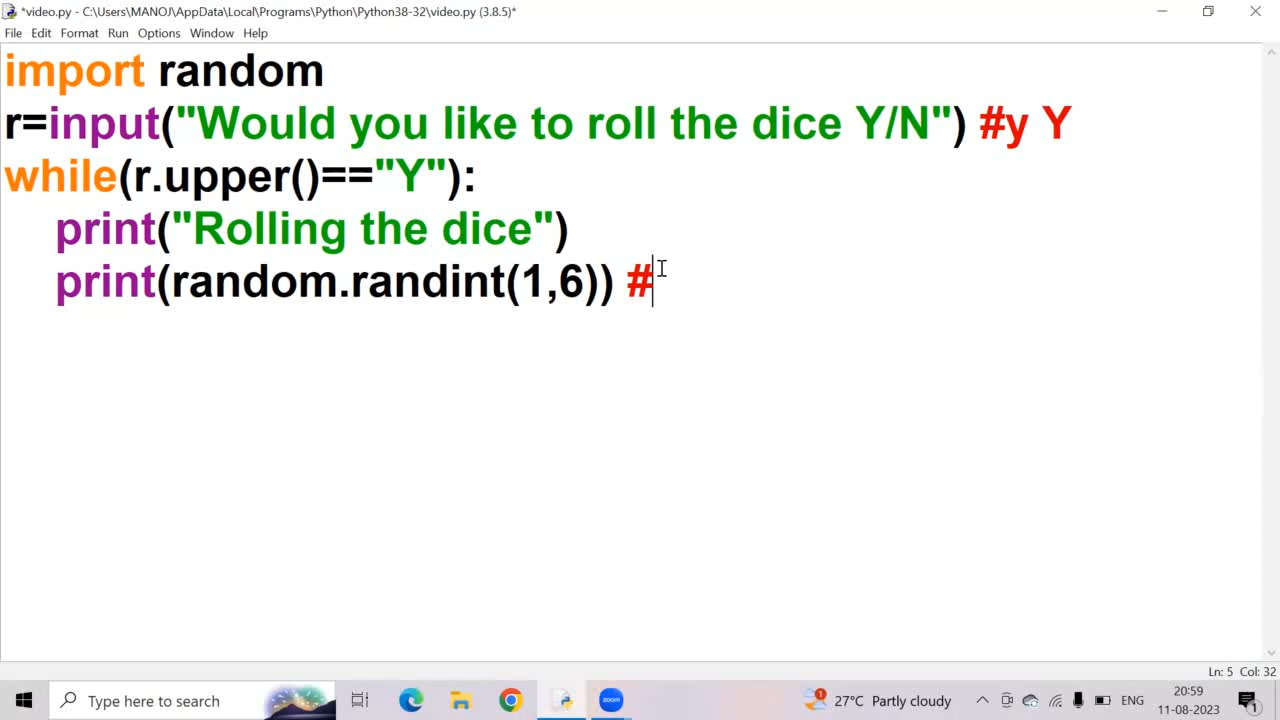 *video.py - C:\Users\MANOJ\AppData\Local\Programs\Python\Python38-32\video.py (3.8.5)*
File Edit Format Run Options Window Help
import random
r=input("Would you like to roll the dice Y/N") #y Y
while(r.upper()=="Y"):
    print("Rolling the dice")
    print(random.randint(1,6)) #
Ln: 5 Col: 32
Type here to search
zoom
1
27°C Partly cloudy
ENG
20:59
11-08-2023
1